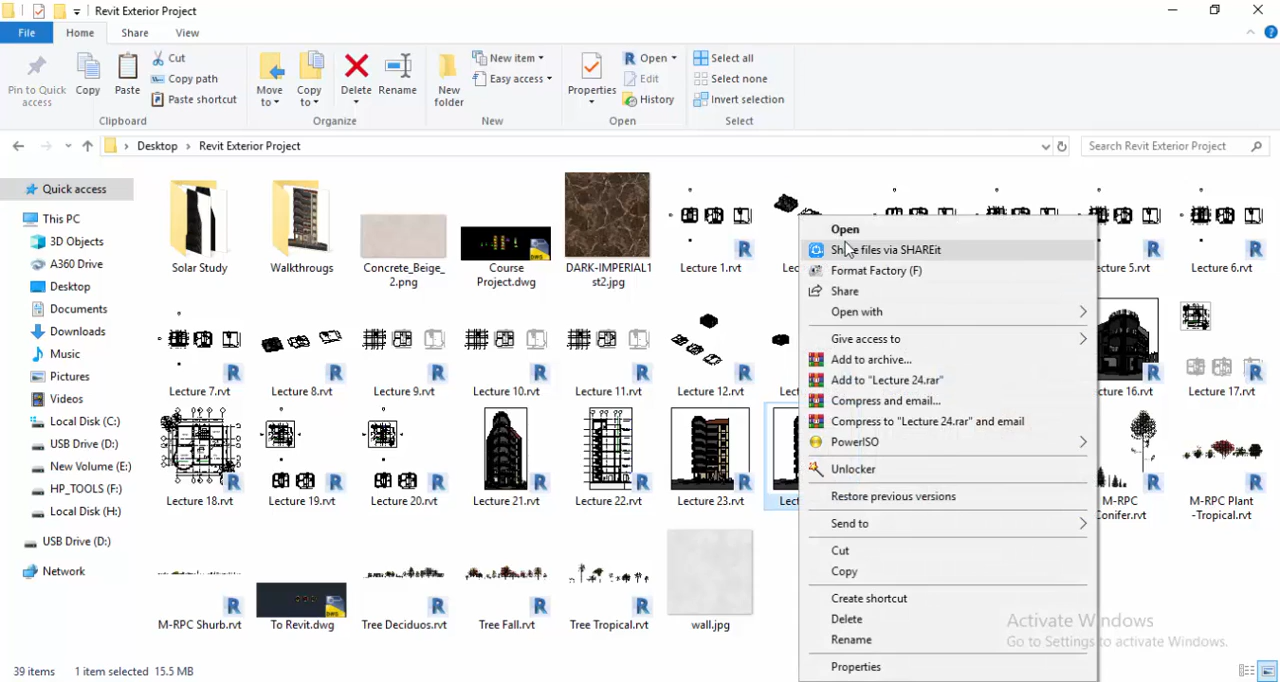 Revit Exterior Project
File Home Share View
Pin to Quick access
Copy
Paste
Cut
Copy path
Paste shortcut
Clipboard
Move to
Copy to
Delete
Rename
Organize
New folder
New item
Easy access
New
Properties
Open
Edit
History
Open
Select all
Select none
Invert selection
Select
Desktop › Revit Exterior Project
Search Revit Exterior Project
Quick access
This PC
3D Objects
A360 Drive
Desktop
Documents
Downloads
Music
Pictures
Videos
Local Disk (C:)
USB Drive (D:)
New Volume (E:)
HP_TOOLS (F:)
Local Disk (H:)
USB Drive (D:)
Network
Solar Study
Walkthrougs
Concrete_Beige_
2.png
Course
Project.dwg
DARK-IMPERIAL1
st2.jpg
Lecture 1.rvt
Lecture 6.rvt
Lecture 7.rvt
Lecture 8.rvt
Lecture 9.rvt
Lecture 10.rvt
Lecture 11.rvt
Lecture 12.rvt
Lecture 17.rvt
Lecture 18.rvt
Lecture 19.rvt
Lecture 20.rvt
Lecture 21.rvt
Lecture 22.rvt
Lecture 23.rvt
M-RPC
M-RPC Plant
-Tropical.rvt
M-RPC Shurb.rvt
To Revit.dwg
Tree Deciduos.rvt
Tree Fall.rvt
Tree Tropical.rvt
wall.jpg
Open
Share files via SHAREit
Format Factory (F)
Share
Open with
Give access to
Add to archive...
Add to "Lecture 24.rar"
Compress and email...
Compress to "Lecture 24.rar" and email
PowerISO
Unlocker
Restore previous versions
Send to
Cut
Copy
Create shortcut
Delete
Rename
Properties
Activate Windows
Go to Settings to activate Windows.
39 items 1 item selected 15.5 MB